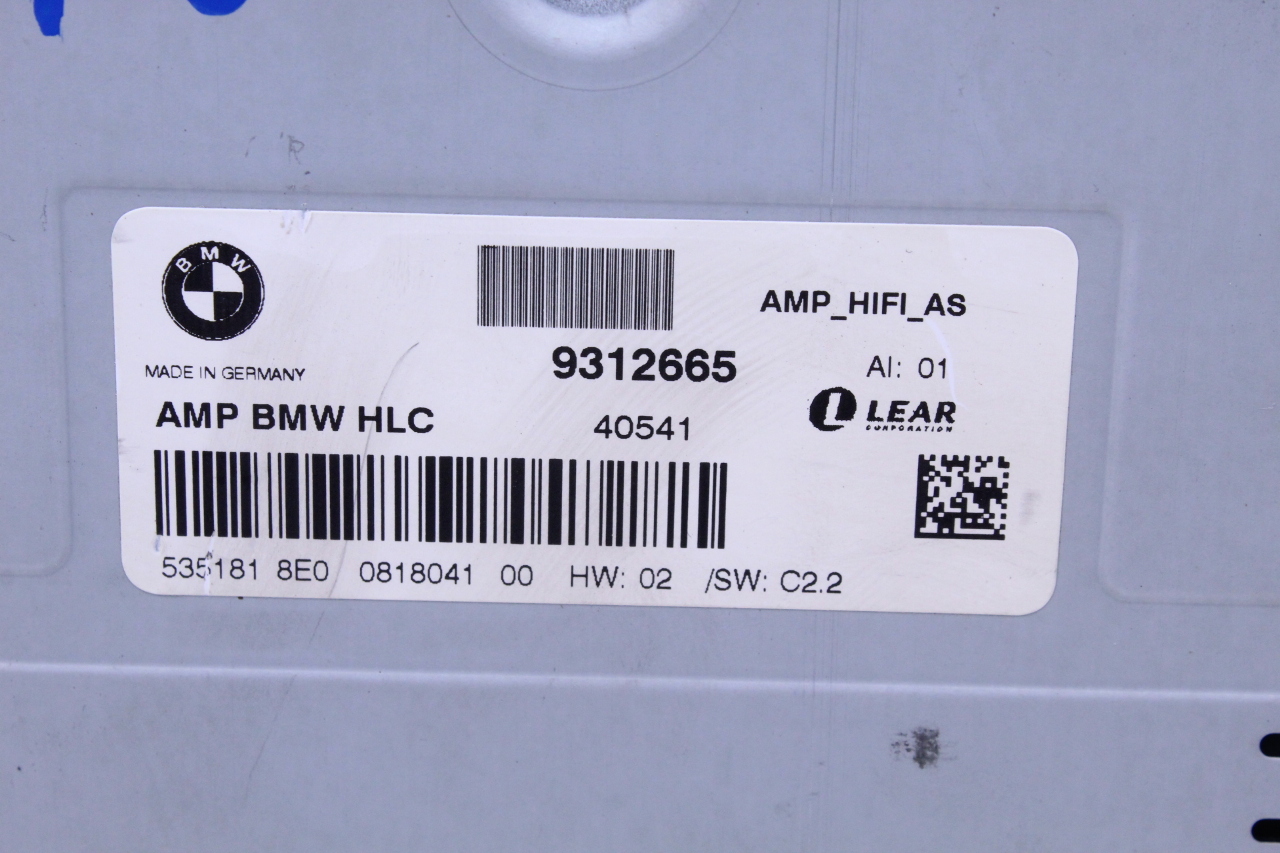 BMW
AMP_HIFI_AS
9312665
AI: 01
MADE IN GERMANY
AMP BMW HLC
40541
LEAR
CORPORATION
535181 8E0 0818041 00 HW: 02 /SW: C2.2